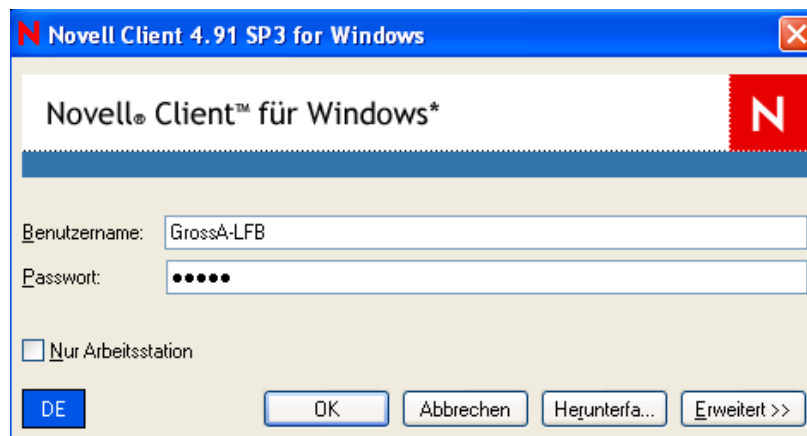 N Novell Client 4.91 SP3 for Windows
Novell® Client™ für Windows*
N
Benutzername: GrossA-LFB
Passwort: •••••
Nur Arbeitsstation
DE OK Abbrechen Herunterfa... Erweitert >>